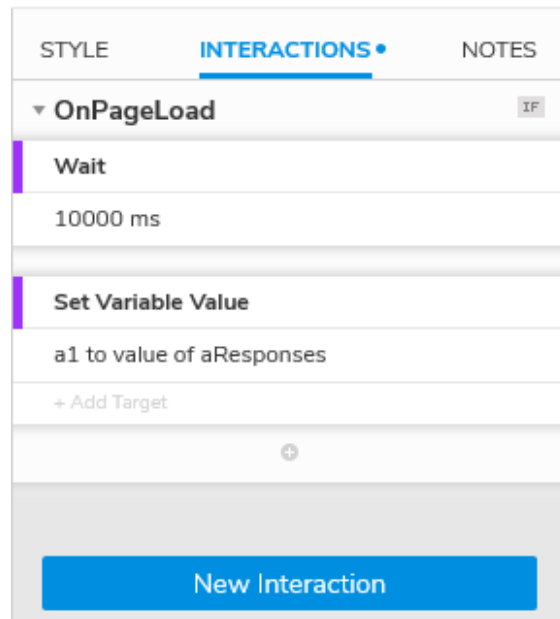 STYLE INTERACTIONS NOTES
OnPageLoad IF
Wait
10000 ms
Set Variable Value
a1 to value of aResponses
+ Add Target
New Interaction